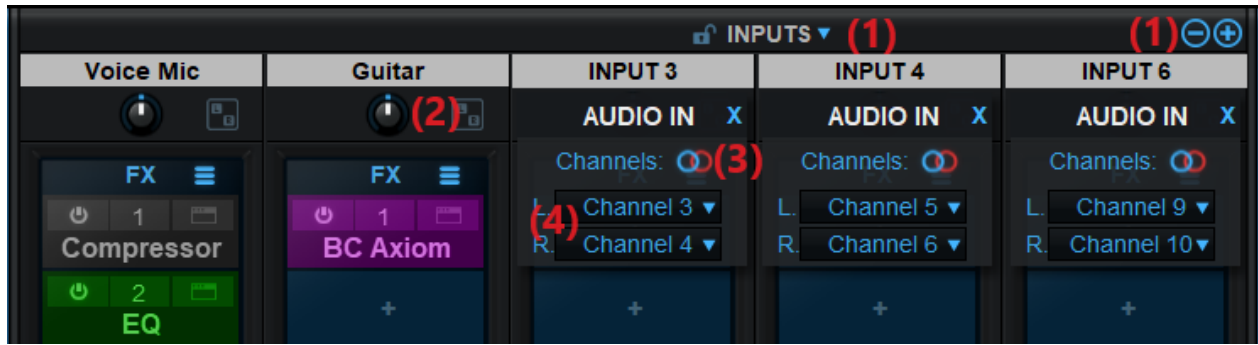 INPUTS (1) (1)
Voice Mic Guitar INPUT 3 INPUT 4 INPUT 6
L R (2) L R AUDIO IN X AUDIO IN X AUDIO IN X
FX FX Channels: (3) Channels: Channels:
1 1 L. Channel 3 L. Channel 5 L. Channel 9
Compressor BC Axiom (4) R. Channel 4 R. Channel 6 R. Channel 10
2 + + + +
EQ